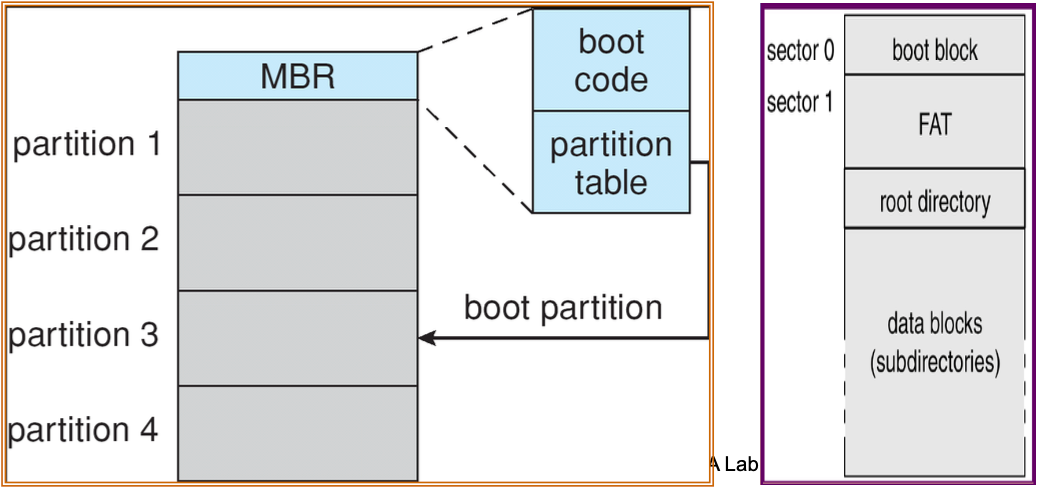 MBR
boot
code
partition
table
partition 1
partition 2
partition 3
partition 4
boot partition
A Lab
sector 0
boot block
sector 1
FAT
root directory
data blocks
(subdirectories)